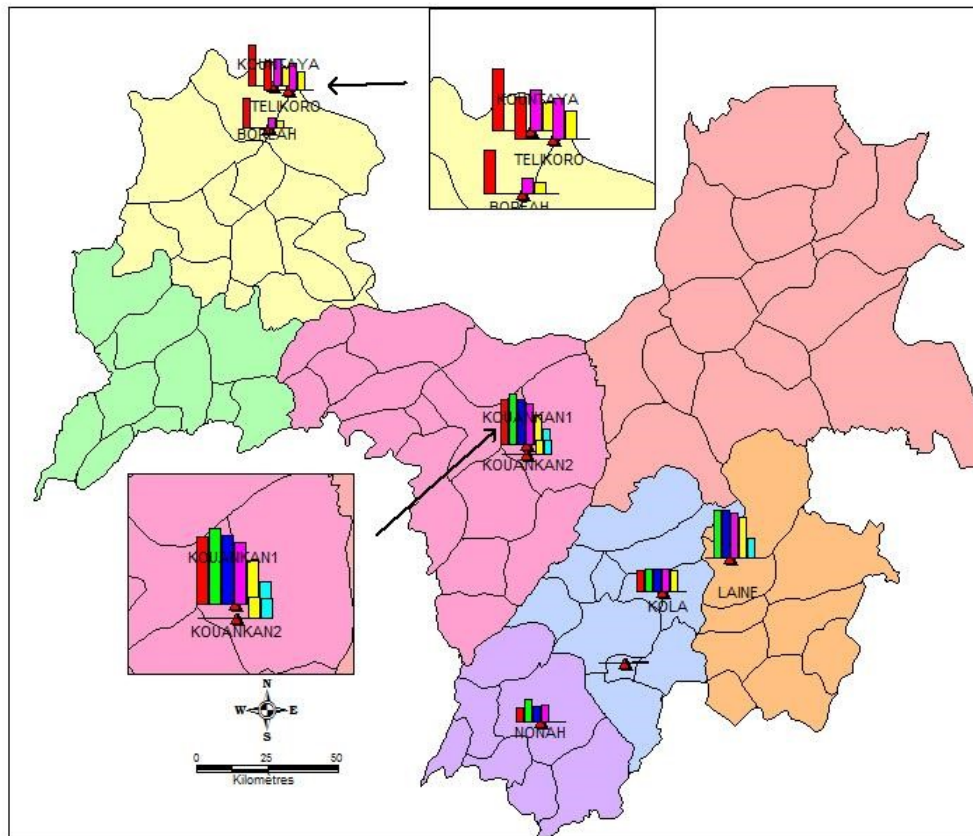 KOUNTAYA
TELIKORO
BOREAH
KOUNTAYA
TELIKORO
BOREAH
KOUANKAN1
KOUANKAN2
KOUANKAN1
KOUANKAN2
LAINE
KOLA
NONAH
N
W E
S
0 25 50
Kilomètres